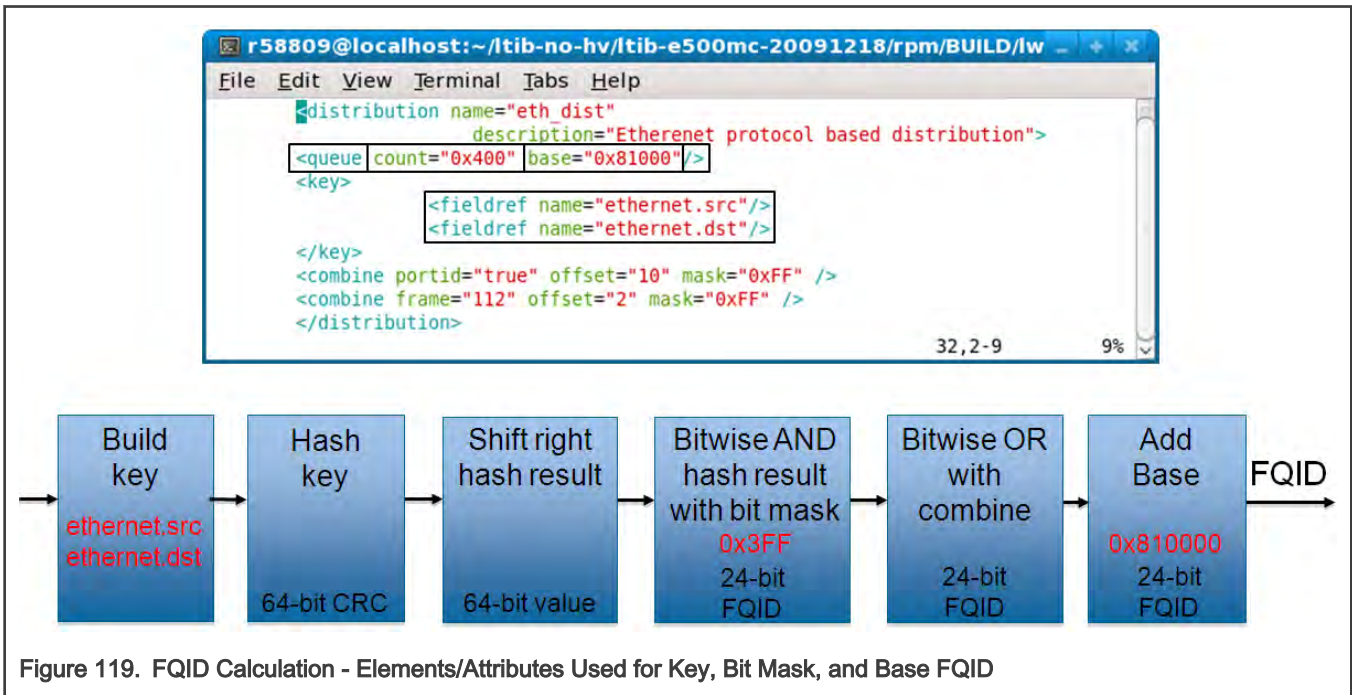 r58809@localhost:~/ltib-no-hv/ltib-e500mc-20091218/rpm/BUILD/lw
File Edit View Terminal Tabs Help
<distribution name="eth_dist"
description="Etherenet protocol based distribution">
<queue count="0x400" base="0x81000"/>
<key>
<fieldref name="ethernet.src"/>
<fieldref name="ethernet.dst"/>
</key>
<combine portid="true" offset="10" mask="0xFF" />
<combine frame="112" offset="2" mask="0xFF" />
</distribution>
32,2-9 9%
Build
key
ethernet.src
ethernet.dst
Hash
key
64-bit CRC
Shift right
hash result
64-bit value
Bitwise AND
hash result
with bit mask
0x3FF
24-bit
FQID
Bitwise OR
with
combine
24-bit
FQID
Add
Base
0x810000
24-bit
FQID
FQID
Figure 119. FQID Calculation - Elements/Attributes Used for Key, Bit Mask, and Base FQID